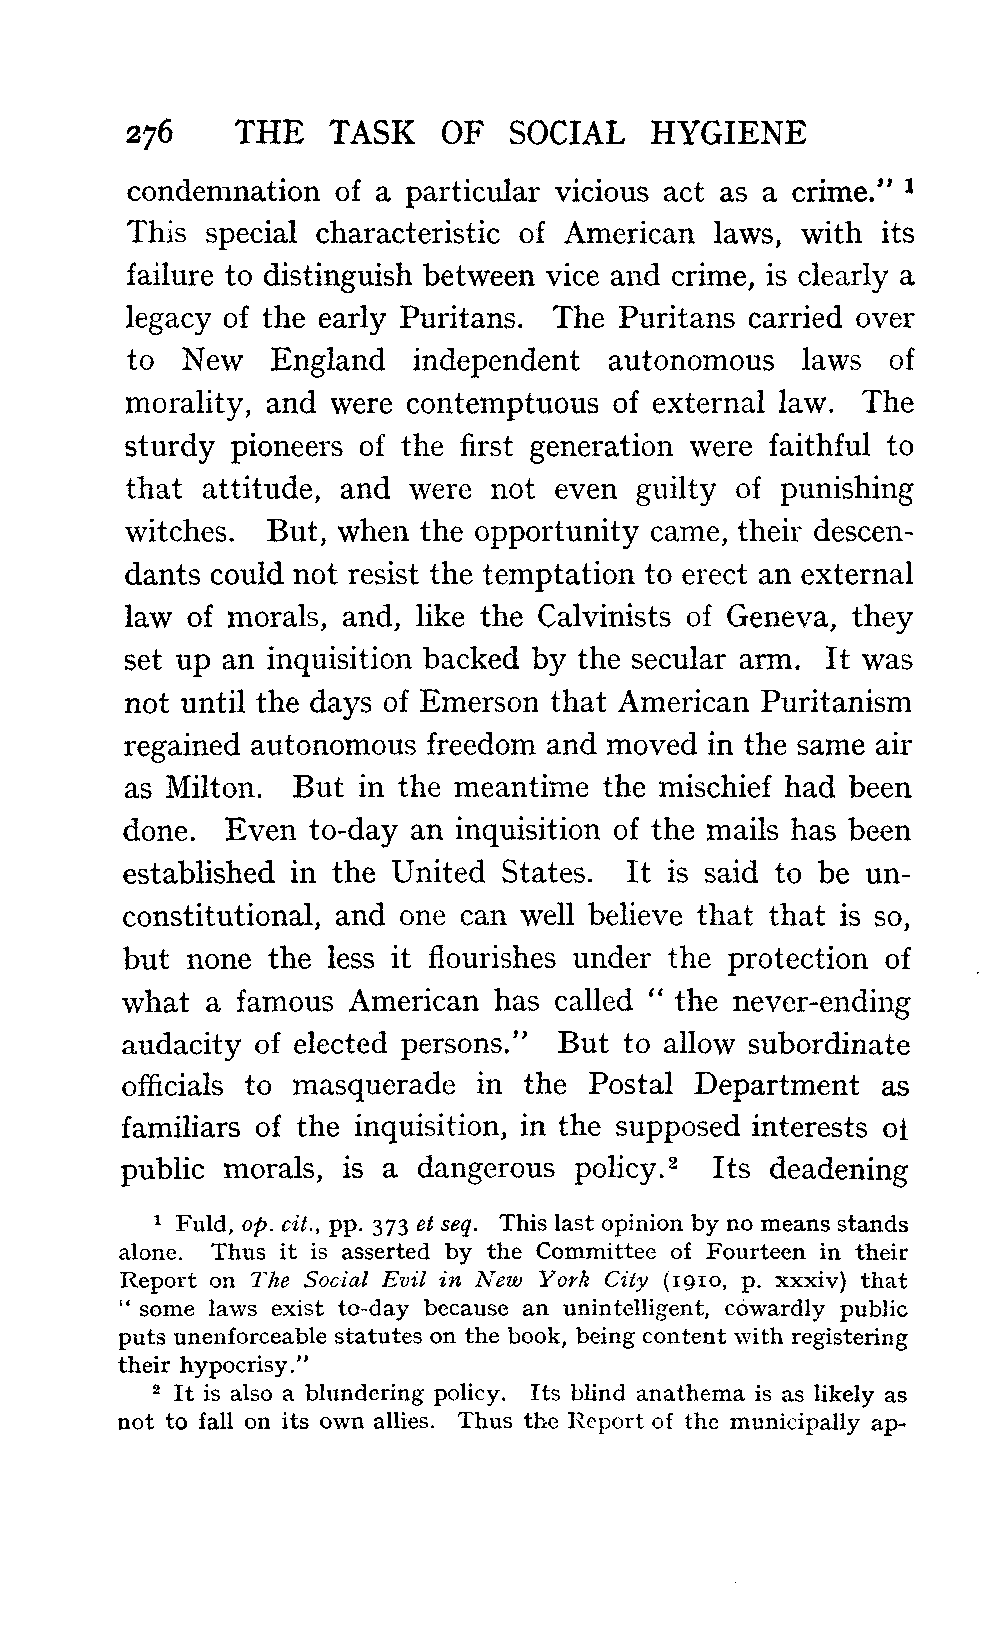 276 THE TASK OF SOCIAL HYGIENE
condemnation of a particular vicious act as a crime." ¹
This special characteristic of American laws, with its
failure to distinguish between vice and crime, is clearly a
legacy of the early Puritans. The Puritans carried over
to New England independent autonomous laws of
morality, and were contemptuous of external law. The
sturdy pioneers of the first generation were faithful to
that attitude, and were not even guilty of punishing
witches. But, when the opportunity came, their descen-
dants could not resist the temptation to erect an external
law of morals, and, like the Calvinists of Geneva, they
set up an inquisition backed by the secular arm. It was
not until the days of Emerson that American Puritanism
regained autonomous freedom and moved in the same air
as Milton. But in the meantime the mischief had been
done. Even to-day an inquisition of the mails has been
established in the United States. It is said to be un-
constitutional, and one can well believe that that is so,
but none the less it flourishes under the protection of
what a famous American has called " the never-ending
audacity of elected persons." But to allow subordinate
officials to masquerade in the Postal Department as
familiars of the inquisition, in the supposed interests of
public morals, is a dangerous policy.² Its deadening
¹ Fuld, op. cit., pp. 373 et seq. This last opinion by no means stands
alone. Thus it is asserted by the Committee of Fourteen in their
Report on The Social Evil in New York City (1910, p. xxxiv) that
" some laws exist to-day because an unintelligent, cowardly public
puts unenforceable statutes on the book, being content with registering
their hypocrisy."
² It is also a blundering policy. Its blind anathema is as likely as
not to fall on its own allies. Thus the Report of the municipally ap-